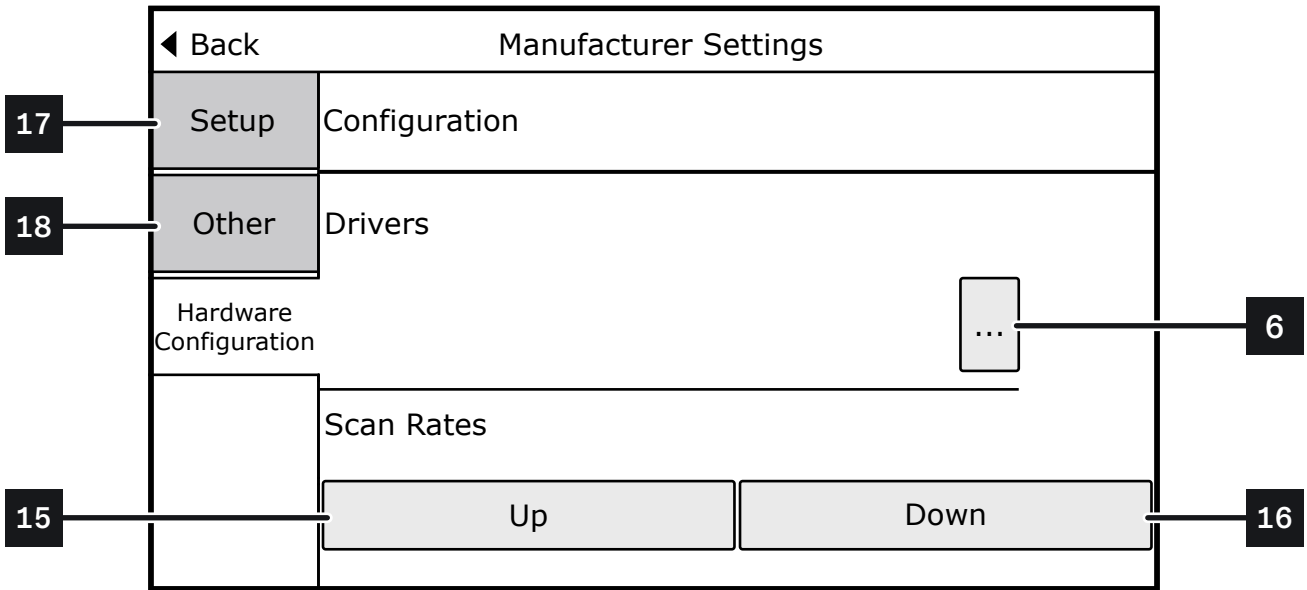 ◀ Back
Manufacturer Settings
17
Setup
Configuration
18
Other
Drivers
Hardware
Configuration
...
6
Scan Rates
15
Up
Down
16